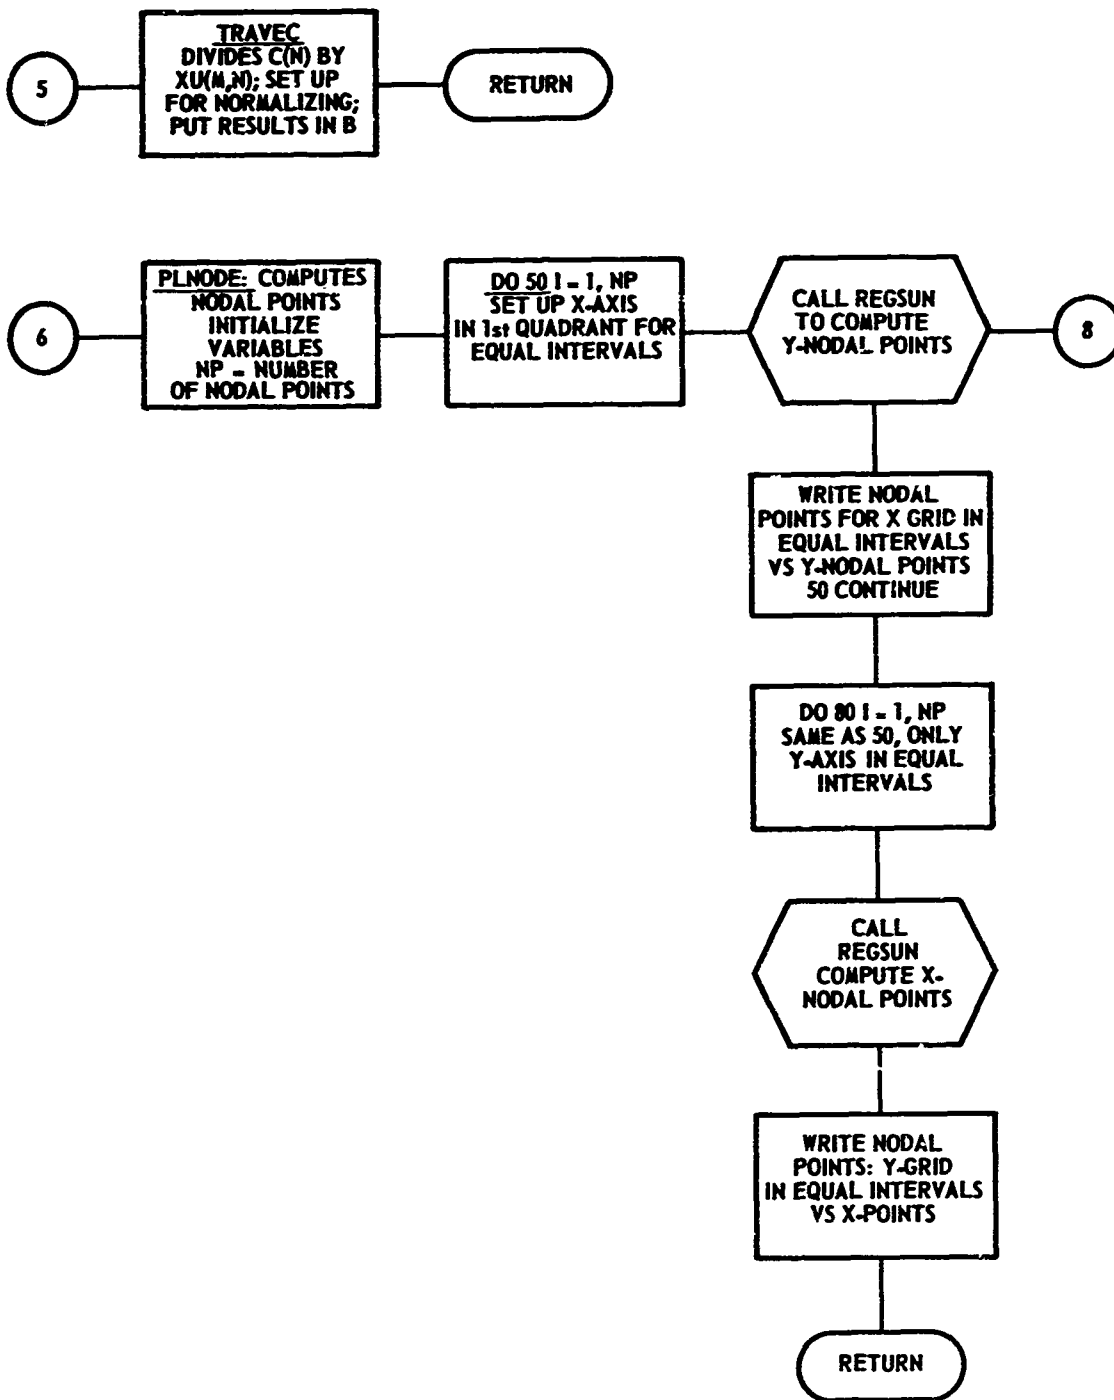 5
TRAVEC
DIVIDES C(N) BY
XU(M,N); SET UP
FOR NORMALIZING;
PUT RESULTS IN B
RETURN
6
PLNODE: COMPUTES
NODAL POINTS
INITIALIZE
VARIABLES
NP = NUMBER
OF NODAL POINTS
DO 50 I = 1, NP
SET UP X-AXIS
IN 1st QUADRANT FOR
EQUAL INTERVALS
CALL REGSUN
TO COMPUTE
Y-NODAL POINTS
8
WRITE NODAL
POINTS FOR X GRID IN
EQUAL INTERVALS
VS Y-NODAL POINTS
50 CONTINUE
DO 80 I = 1, NP
SAME AS 50, ONLY
Y-AXIS IN EQUAL
INTERVALS
CALL
REGSUN
COMPUTE X-
NODAL POINTS
WRITE NODAL
POINTS: Y-GRID
IN EQUAL INTERVALS
VS X-POINTS
RETURN